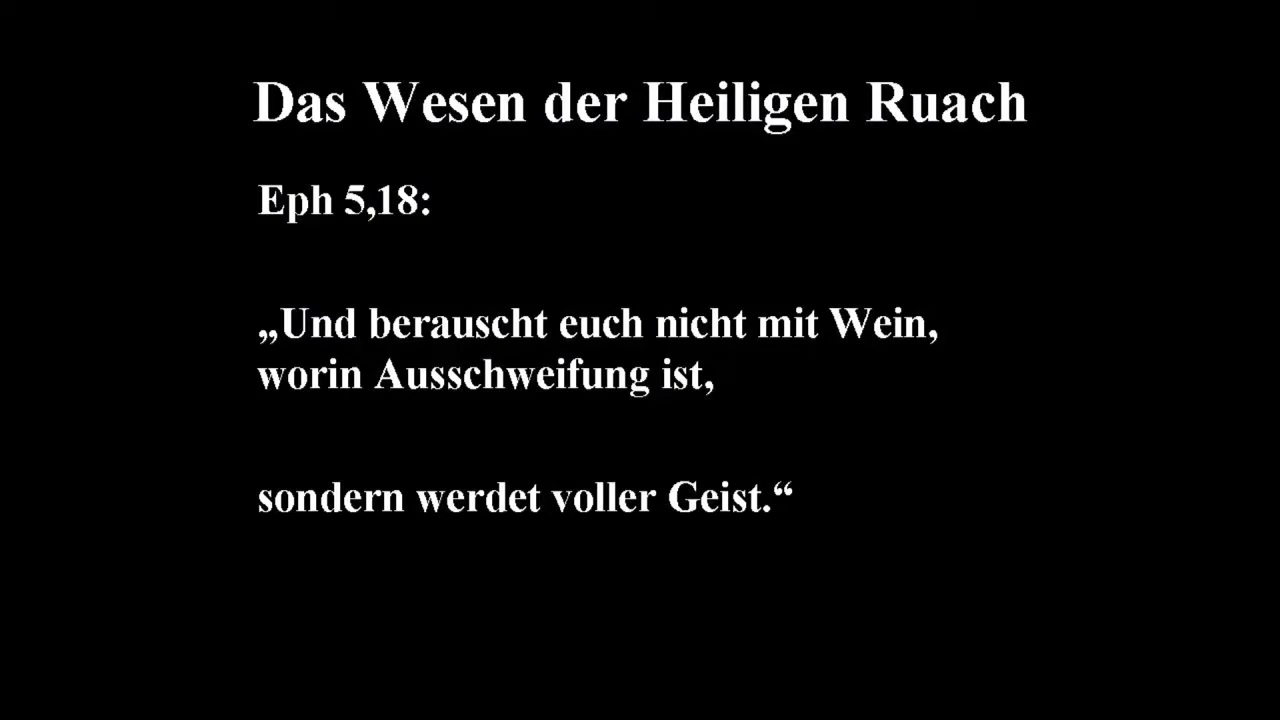 Das Wesen der Heiligen Ruach
Eph 5,18:
„Und berauscht euch nicht mit Wein,
worin Ausschweifung ist,
sondern werdet voller Geist.“